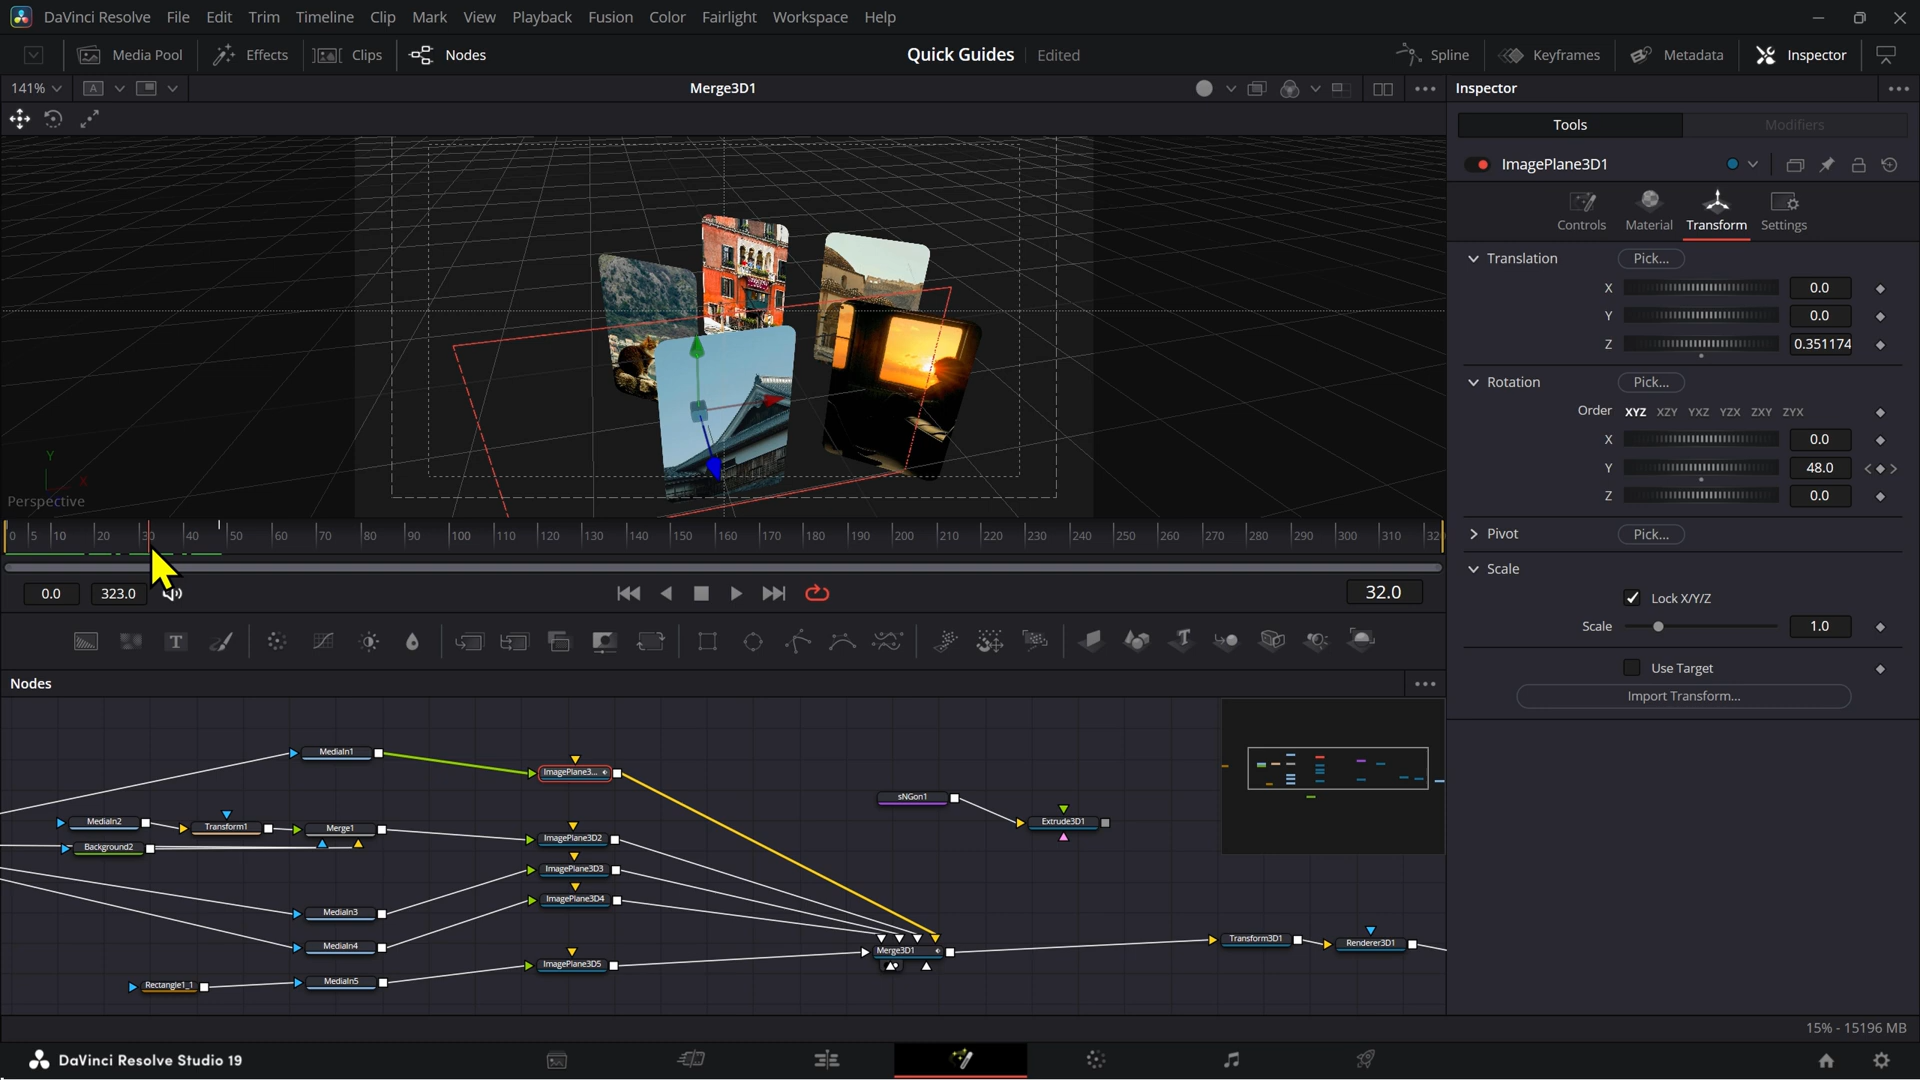 DaVinci Resolve File Edit Trim Timeline Clip Mark View Playback Fusion Color Fairlight Workspace Help
Media Pool Effects Clips Nodes Quick Guides Edited Spline Keyframes Metadata Inspector
141% A Merge3D1 Inspector
Tools Modifiers
ImagePlane3D1
Controls Material Transform Settings
Translation Pick...
X 0.0
Y 0.0
Z 0.351174
Rotation Pick...
Order XYZ XZY YXZ YZX ZXY ZYX
X 0.0
Y 48.0
Z 0.0
Pivot Pick...
Scale
Lock X/Y/Z
Scale 1.0
Use Target
Import Transform...
Y
X
Perspective
0 5 10 20 30 40 50 60 70 80 90 100 110 120 130 140 150 160 170 180 190 200 210 220 230 240 250 260 270 280 290 300 310 32
0.0 323.0 32.0
T
Nodes
MediaIn1
ImagePlane3...
sNGon1
MediaIn2
Transform1
Merge1
Extrude3D1
ImagePlane3D2
Background2
ImagePlane3D3
ImagePlane3D4
MediaIn3
MediaIn4
Merge3D1
Transform3D1
Renderer3D1
ImagePlane3D5
Rectangle1_1
MediaIn5
15% - 15196 MB
DaVinci Resolve Studio 19